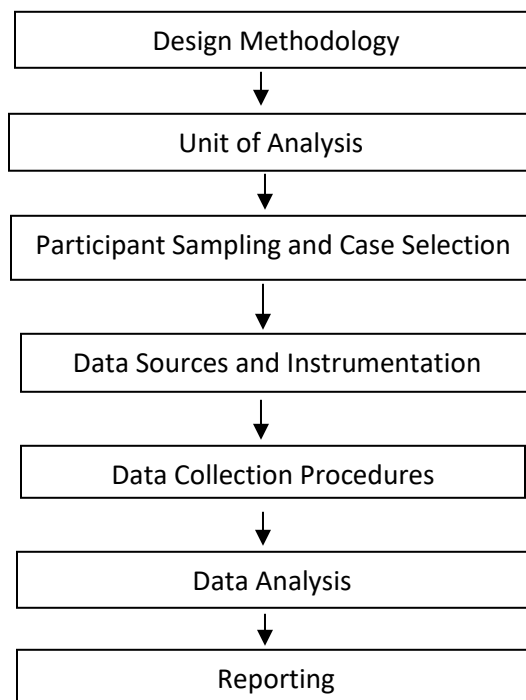 Design Methodology
Unit of Analysis
Participant Sampling and Case Selection
Data Sources and Instrumentation
Data Collection Procedures
Data Analysis
Reporting